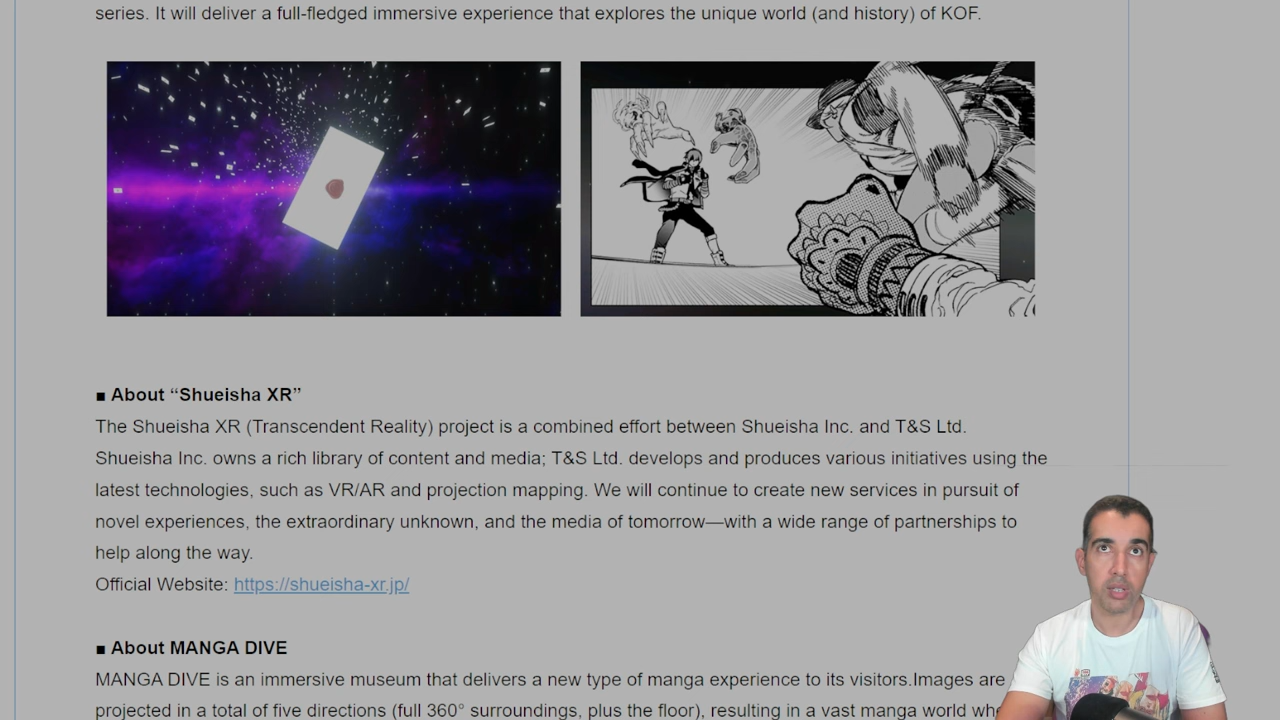 series. It will deliver a full-fledged immersive experience that explores the unique world (and history) of KOF.
■ About “Shueisha XR”
The Shueisha XR (Transcendent Reality) project is a combined effort between Shueisha Inc. and T&S Ltd.
Shueisha Inc. owns a rich library of content and media; T&S Ltd. develops and produces various initiatives using the
latest technologies, such as VR/AR and projection mapping. We will continue to create new services in pursuit of
novel experiences, the extraordinary unknown, and the media of tomorrow—with a wide range of partnerships to
help along the way.
Official Website: https://shueisha-xr.jp/
■ About MANGA DIVE
MANGA DIVE is an immersive museum that delivers a new type of manga experience to its visitors.Images are
projected in a total of five directions (full 360° surroundings, plus the floor), resulting in a vast manga world